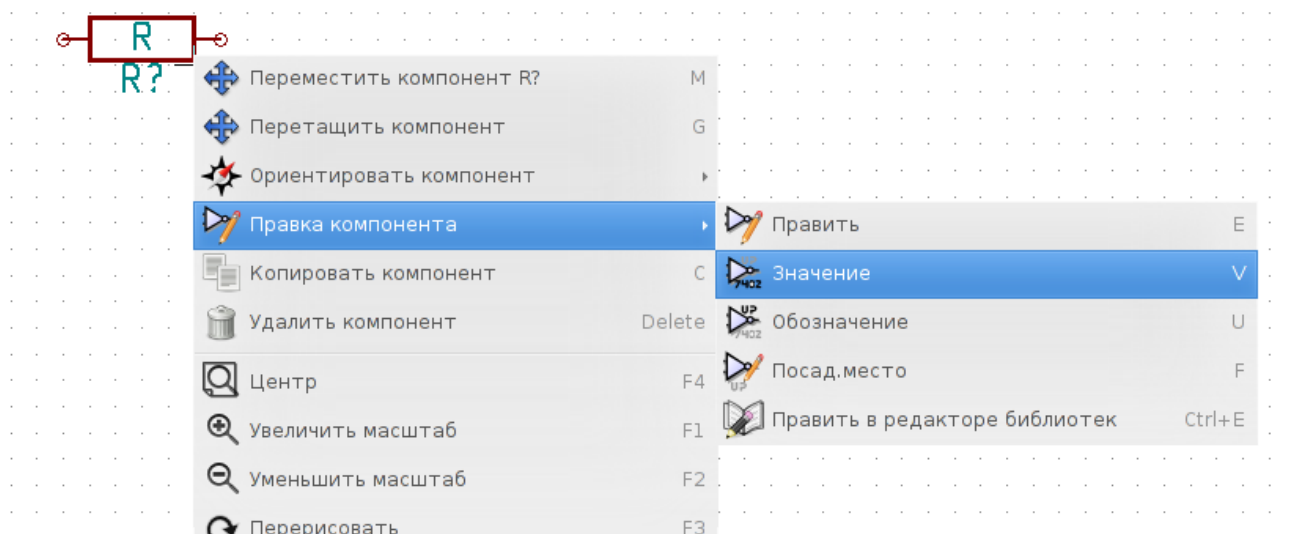 R
R?
Переместить компонент R? M
Перетащить компонент G
Ориентировать компонент
Правка компонента
Копировать компонент C
Удалить компонент Delete
Центр F4
Увеличить масштаб F1
Уменьшить масштаб F2
Перерисовать F3
Править E
Значение V
Обозначение U
Посад.место F
Править в редакторе библиотек Ctrl+E